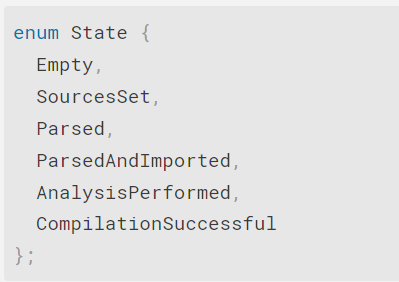 enum State {
  Empty,
  SourcesSet,
  Parsed,
  ParsedAndImported,
  AnalysisPerformed,
  CompilationSuccessful
};